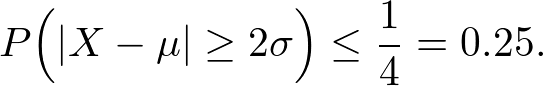 P(|X − μ| ≥ 2σ) ≤ 1/4 = 0.25.